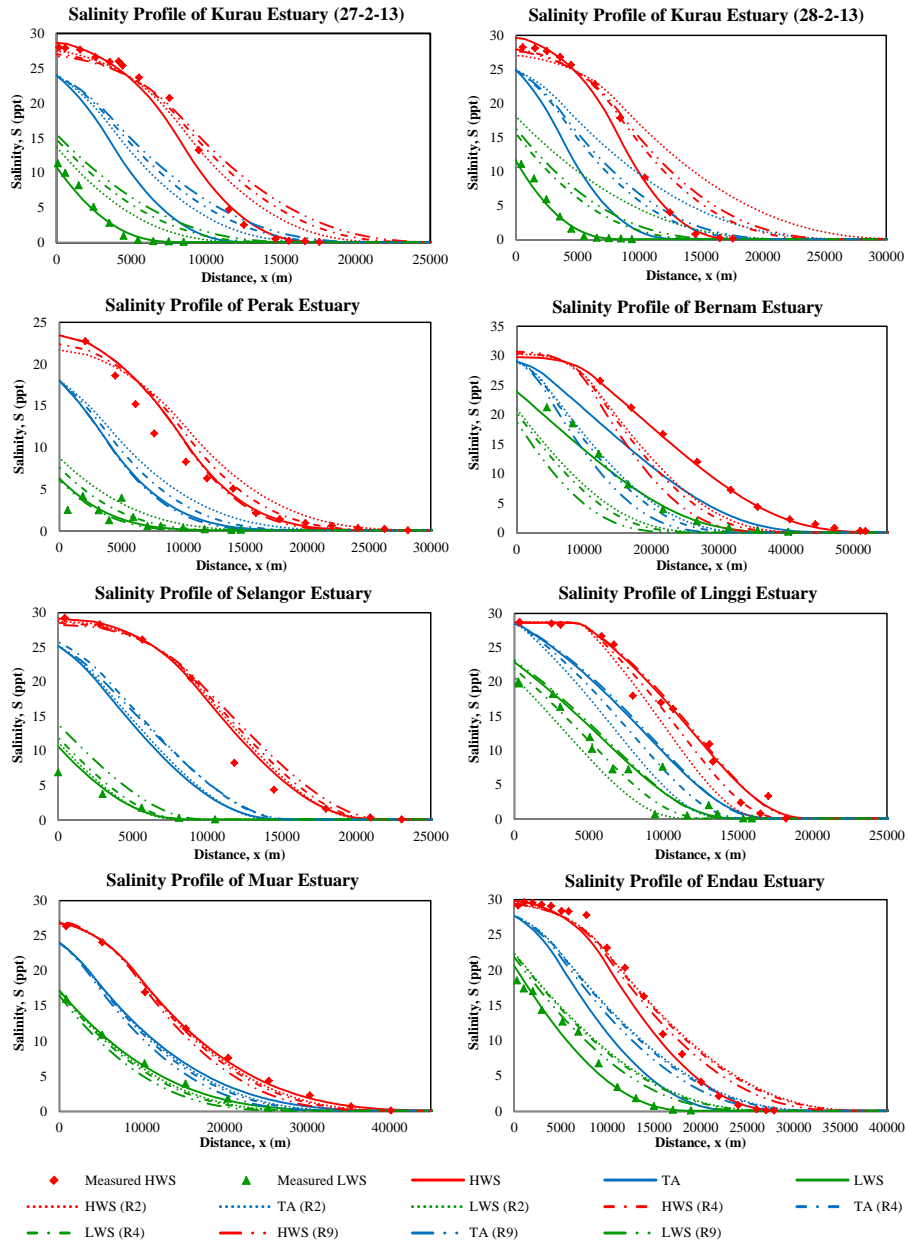 Salinity Profile of Kurau Estuary (27-2-13)
30
25
20
15
10
5
0
Salinity, S (ppt)
0 5000 10000 15000 20000 25000
Distance, x (m)
Salinity Profile of Kurau Estuary (28-2-13)
30
25
20
15
10
5
0
Salinity, S (ppt)
0 5000 10000 15000 20000 25000 30000
Distance, x (m)
Salinity Profile of Perak Estuary
25
20
15
10
5
0
Salinity, S (ppt)
0 5000 10000 15000 20000 25000 30000
Distance, x (m)
Salinity Profile of Bernam Estuary
35
30
25
20
15
10
5
0
Salinity, S (ppt)
0 10000 20000 30000 40000 50000
Distance, x (m)
Salinity Profile of Selangor Estuary
30
25
20
15
10
5
0
Salinity, S (ppt)
0 5000 10000 15000 20000 25000
Distance, x (m)
Salinity Profile of Linggi Estuary
30
25
20
15
10
5
0
Salinity, S (ppt)
0 5000 10000 15000 20000 25000
Distance, x (m)
Salinity Profile of Muar Estuary
30
25
20
15
10
5
0
Salinity, S (ppt)
0 10000 20000 30000 40000
Distance, x (m)
Salinity Profile of Endau Estuary
30
25
20
15
10
5
0
Salinity, S (ppt)
0 5000 10000 15000 20000 25000 30000 35000 40000
Distance, x (m)
Measured HWS Measured LWS HWS TA LWS
HWS (R2) TA (R2) LWS (R2) HWS (R4) TA (R4)
LWS (R4) HWS (R9) TA (R9) LWS (R9)